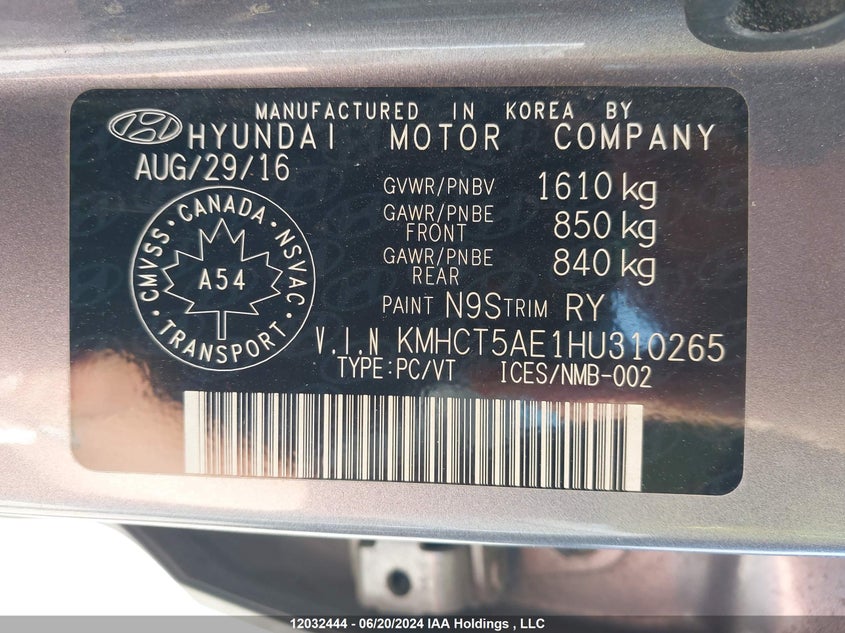 MANUFACTURED IN KOREA BY
HYUNDAI MOTOR COMPANY
AUG/29/16
GVWR/PNBV 1610 kg
GAWR/PNBE FRONT 850 kg
GAWR/PNBE REAR 840 kg
CMVSS · CANADA · NSVAC
A54
· TRANSPORT ·
PAINT N9S TRIM RY
V.I.N KMHCT5AE1HU310265
TYPE:PC/VT ICES/NMB-002
12032444 - 06/20/2024 IAA Holdings , LLC